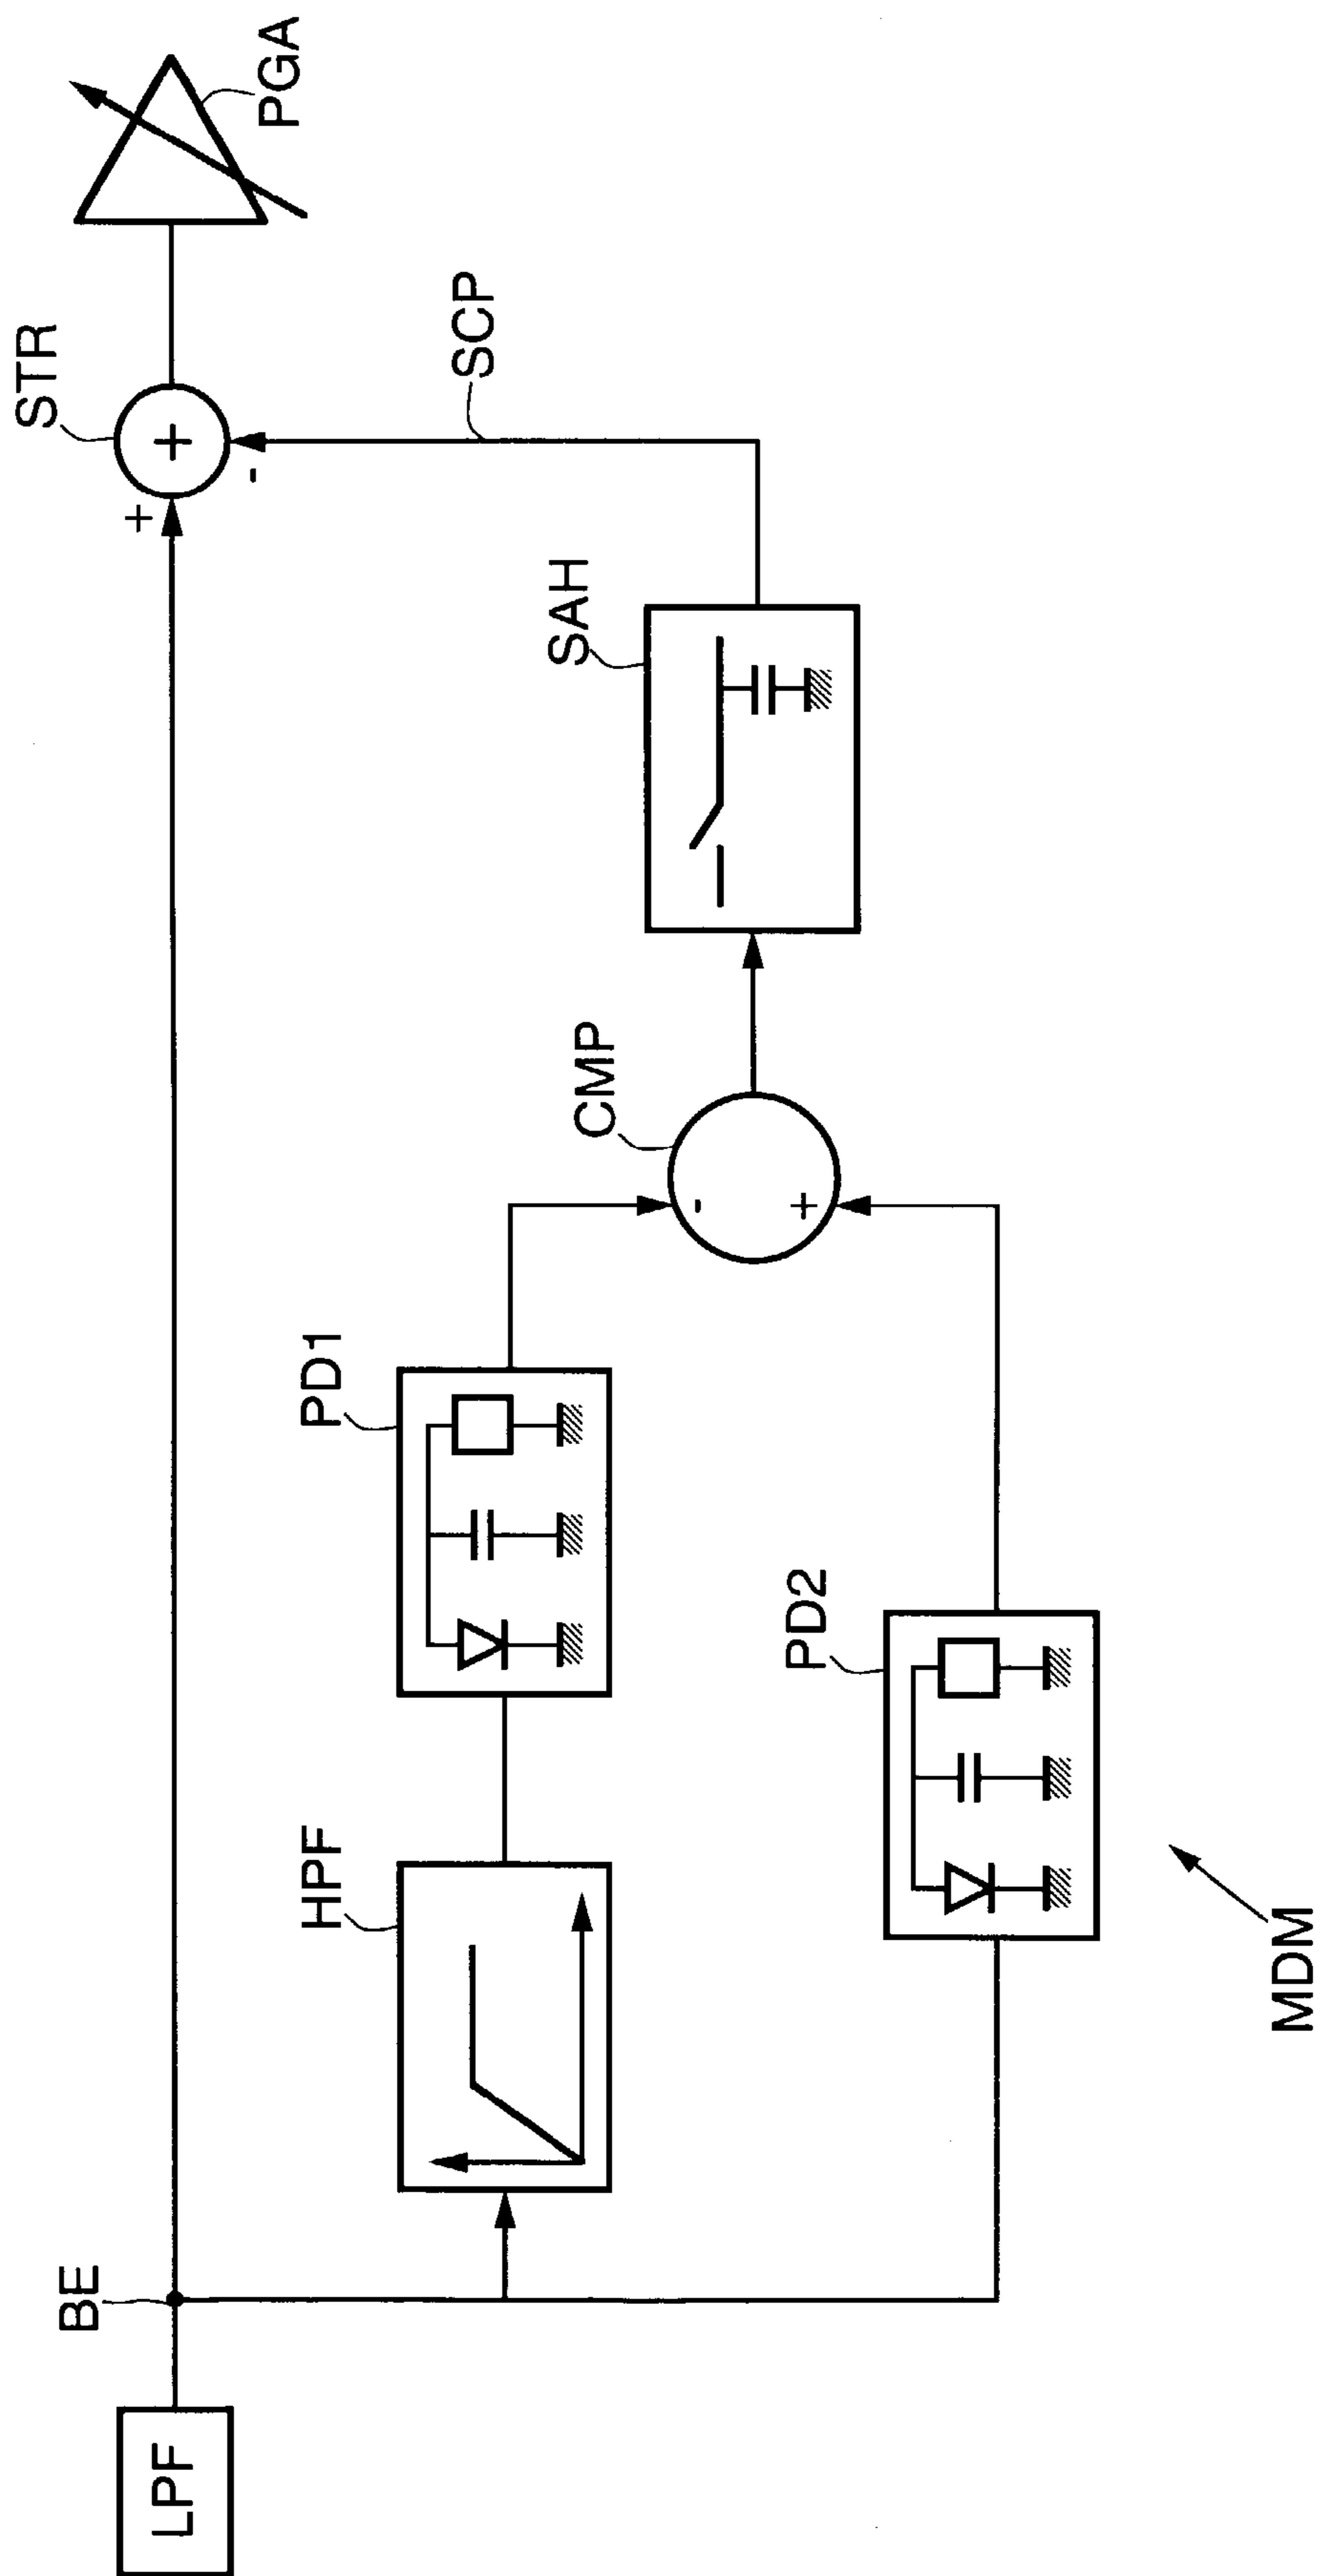 LPF
BE
STR
+
+
-
PGA
SCP
HPF
PD1
CMP
-
+
SAH
PD2
MDM